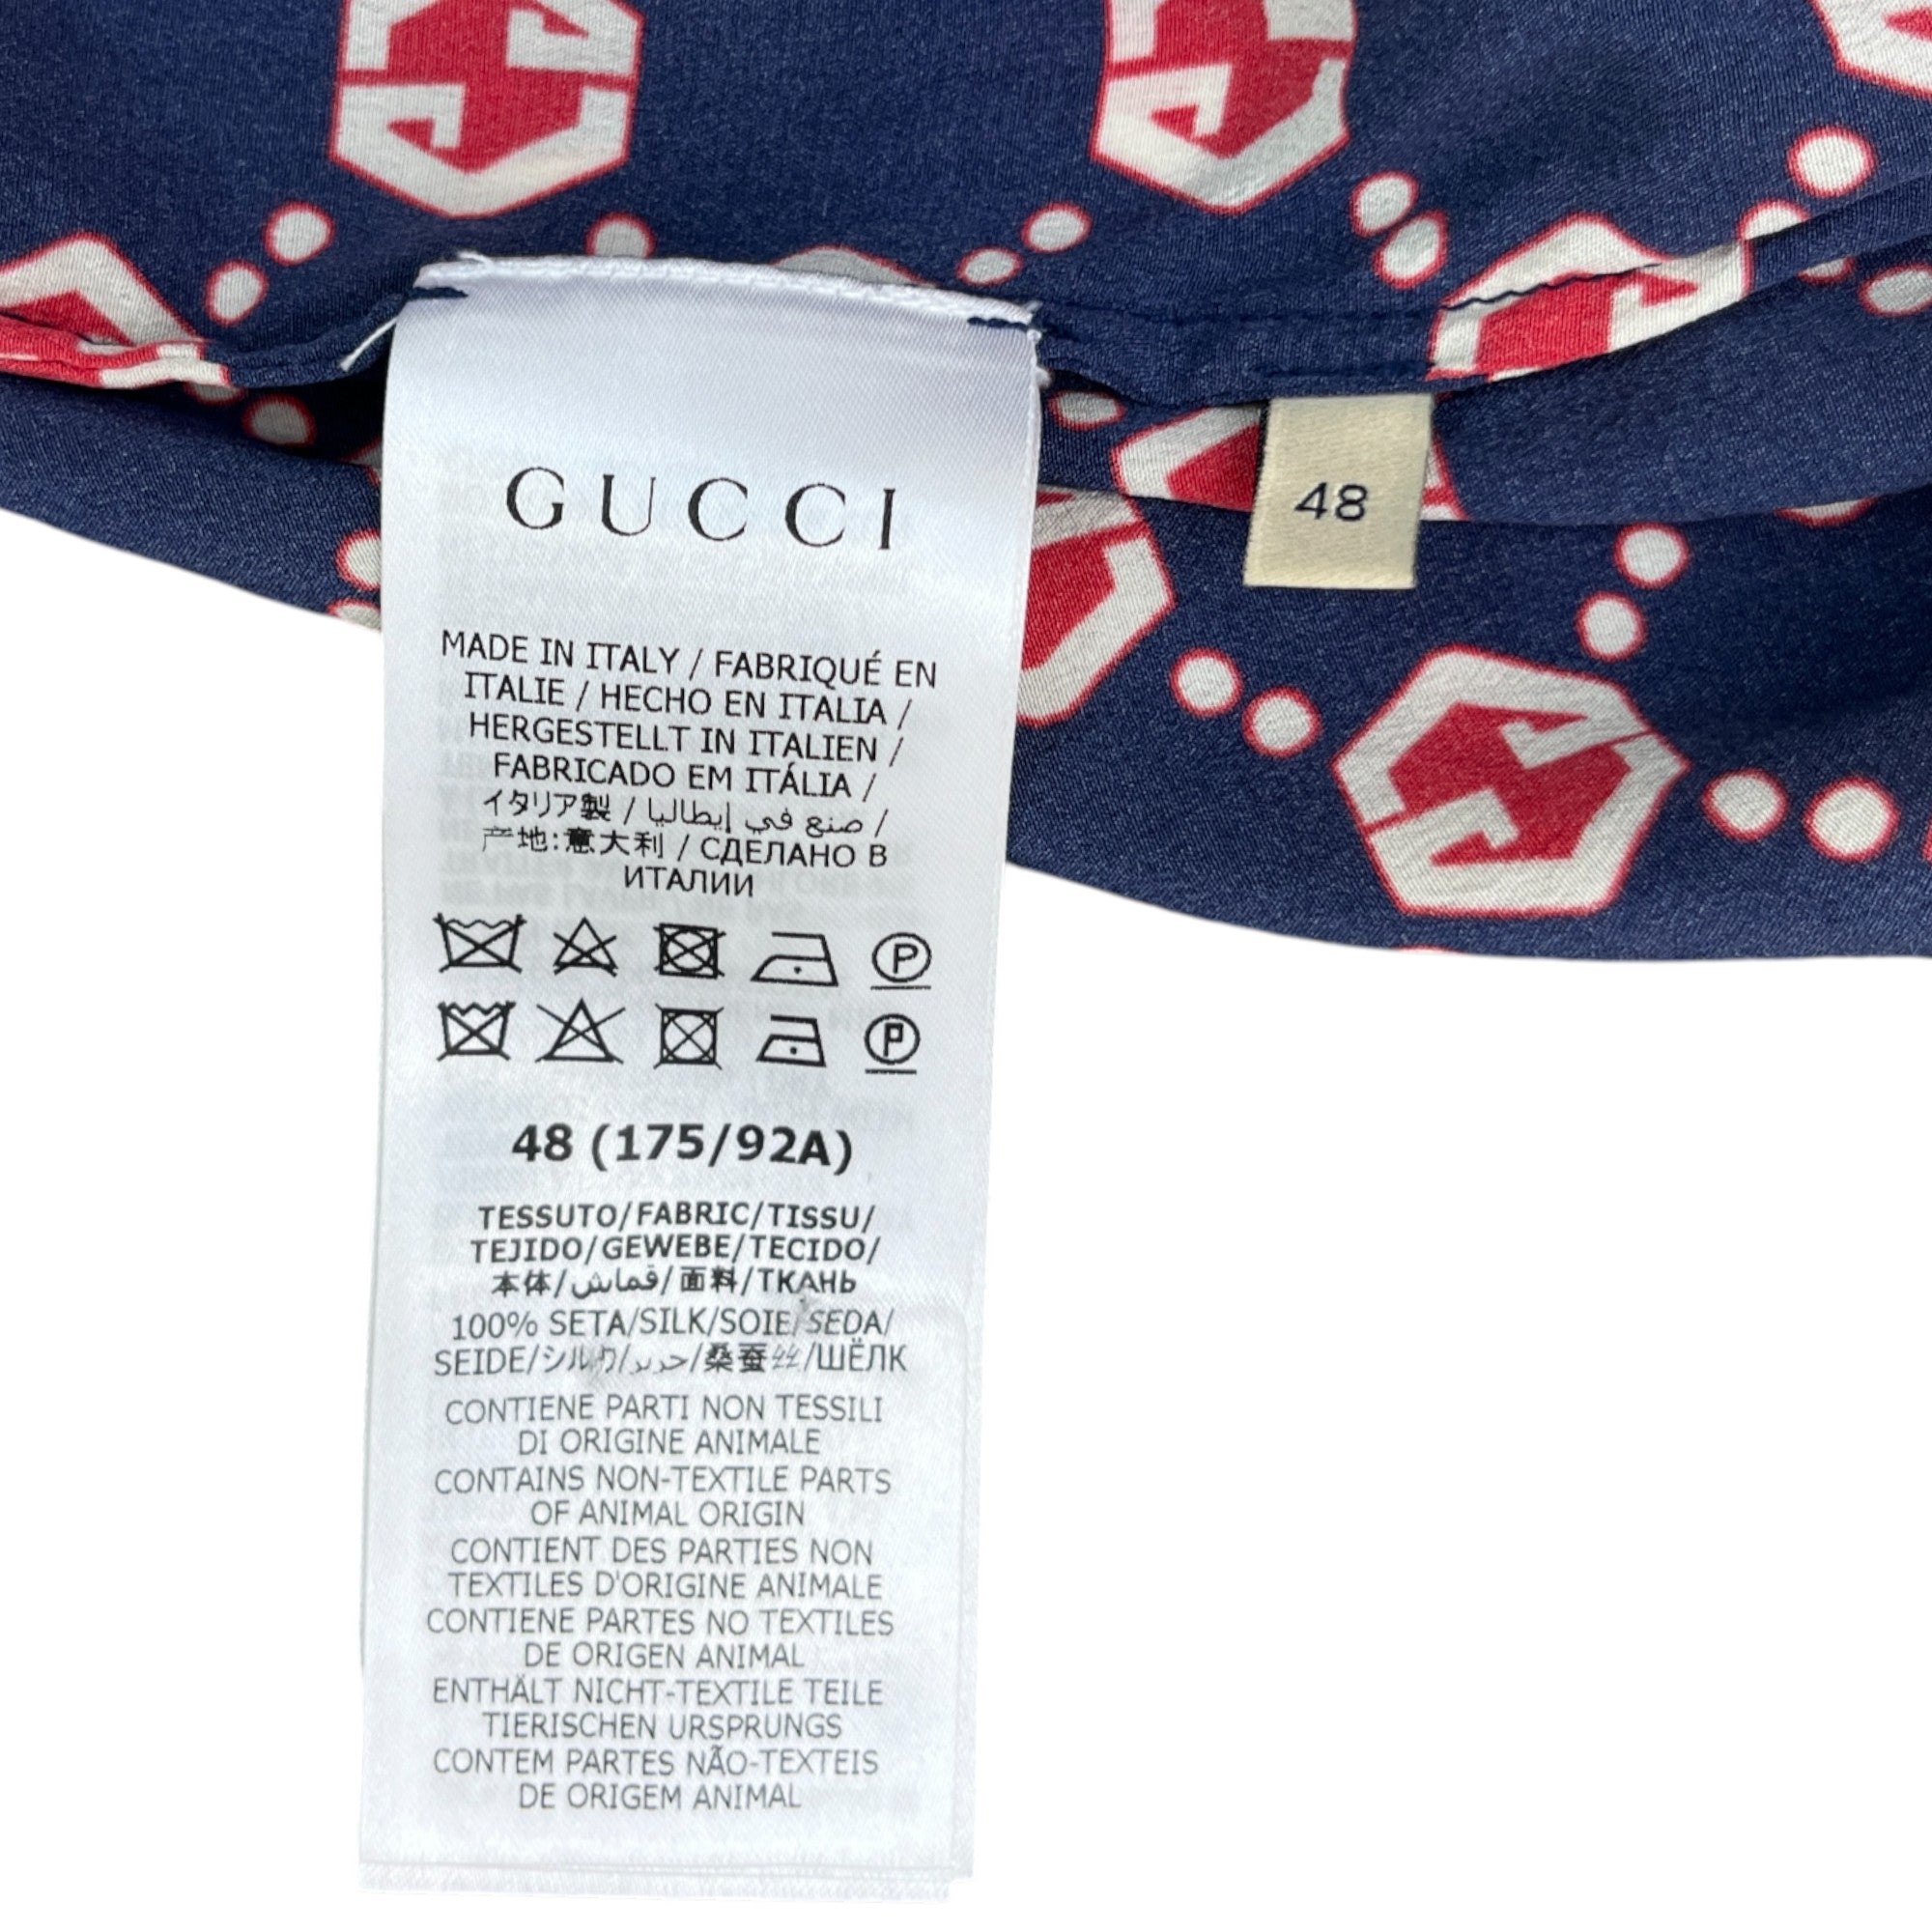 GUCCI
48
MADE IN ITALY / FABRIQUÉ EN
ITALIE / HECHO EN ITALIA /
HERGESTELLT IN ITALIEN /
FABRICADO EM ITÁLIA /
イタリア製 / صنع في إيطاليا /
产地:意大利 / СДЕЛАНО В
ИТАЛИИ
P
P
48 (175/92A)
TESSUTO/FABRIC/TISSU/
TEJIDO/GEWEBE/TECIDO/
本体/قماش/面料/ТКАНЬ
100% SETA/SILK/SOIE/SEDA/
SEIDE/シルク/حرير/桑蚕丝/ШЁЛК
CONTIENE PARTI NON TESSILI
DI ORIGINE ANIMALE
CONTAINS NON-TEXTILE PARTS
OF ANIMAL ORIGIN
CONTIENT DES PARTIES NON
TEXTILES D'ORIGINE ANIMALE
CONTIENE PARTES NO TEXTILES
DE ORIGEN ANIMAL
ENTHÄLT NICHT-TEXTILE TEILE
TIERISCHEN URSPRUNGS
CONTEM PARTES NÃO-TEXTEIS
DE ORIGEM ANIMAL